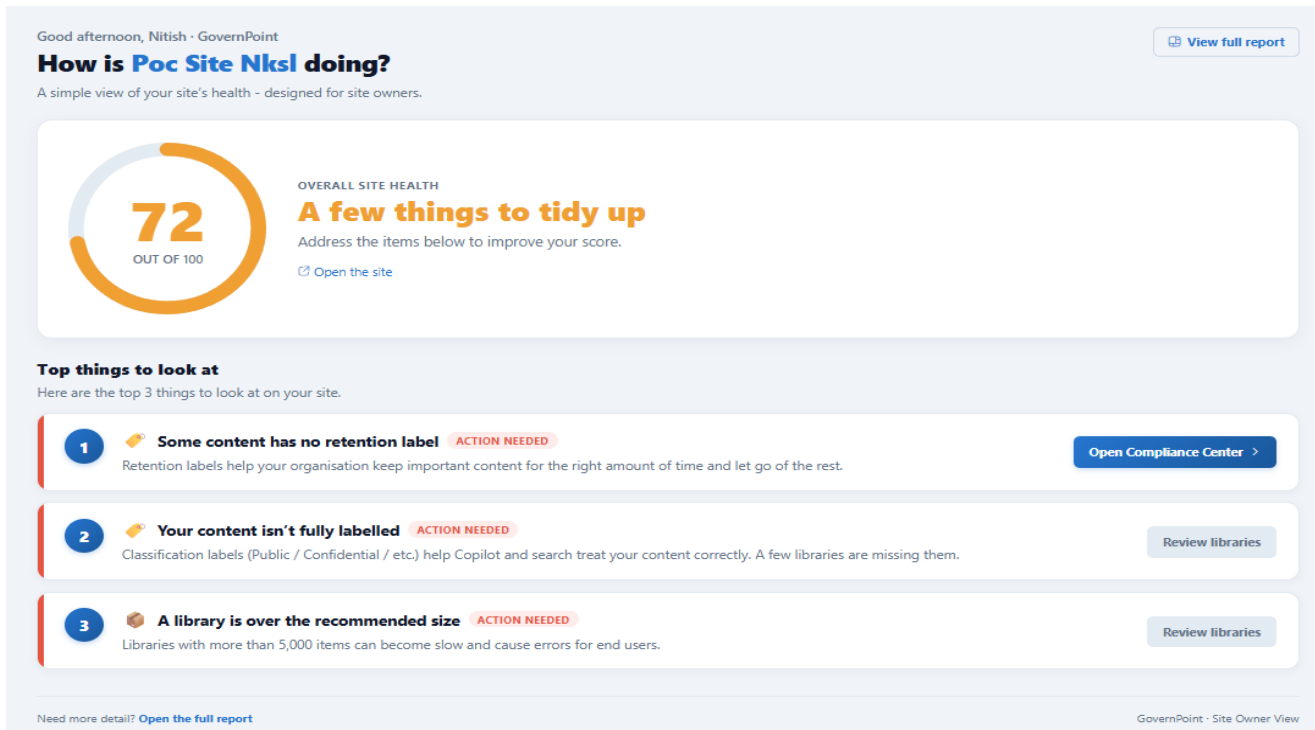 Good afternoon, Nitish · GovernPoint
View full report
How is Poc Site Nksl doing?
A simple view of your site's health - designed for site owners.
72
OUT OF 100
OVERALL SITE HEALTH
A few things to tidy up
Address the items below to improve your score.
Open the site
Top things to look at
Here are the top 3 things to look at on your site.
1
Some content has no retention label ACTION NEEDED
Retention labels help your organisation keep important content for the right amount of time and let go of the rest.
Open Compliance Center >
2
Your content isn't fully labelled ACTION NEEDED
Classification labels (Public / Confidential / etc.) help Copilot and search treat your content correctly. A few libraries are missing them.
Review libraries
3
A library is over the recommended size ACTION NEEDED
Libraries with more than 5,000 items can become slow and cause errors for end users.
Review libraries
Need more detail? Open the full report
GovernPoint · Site Owner View